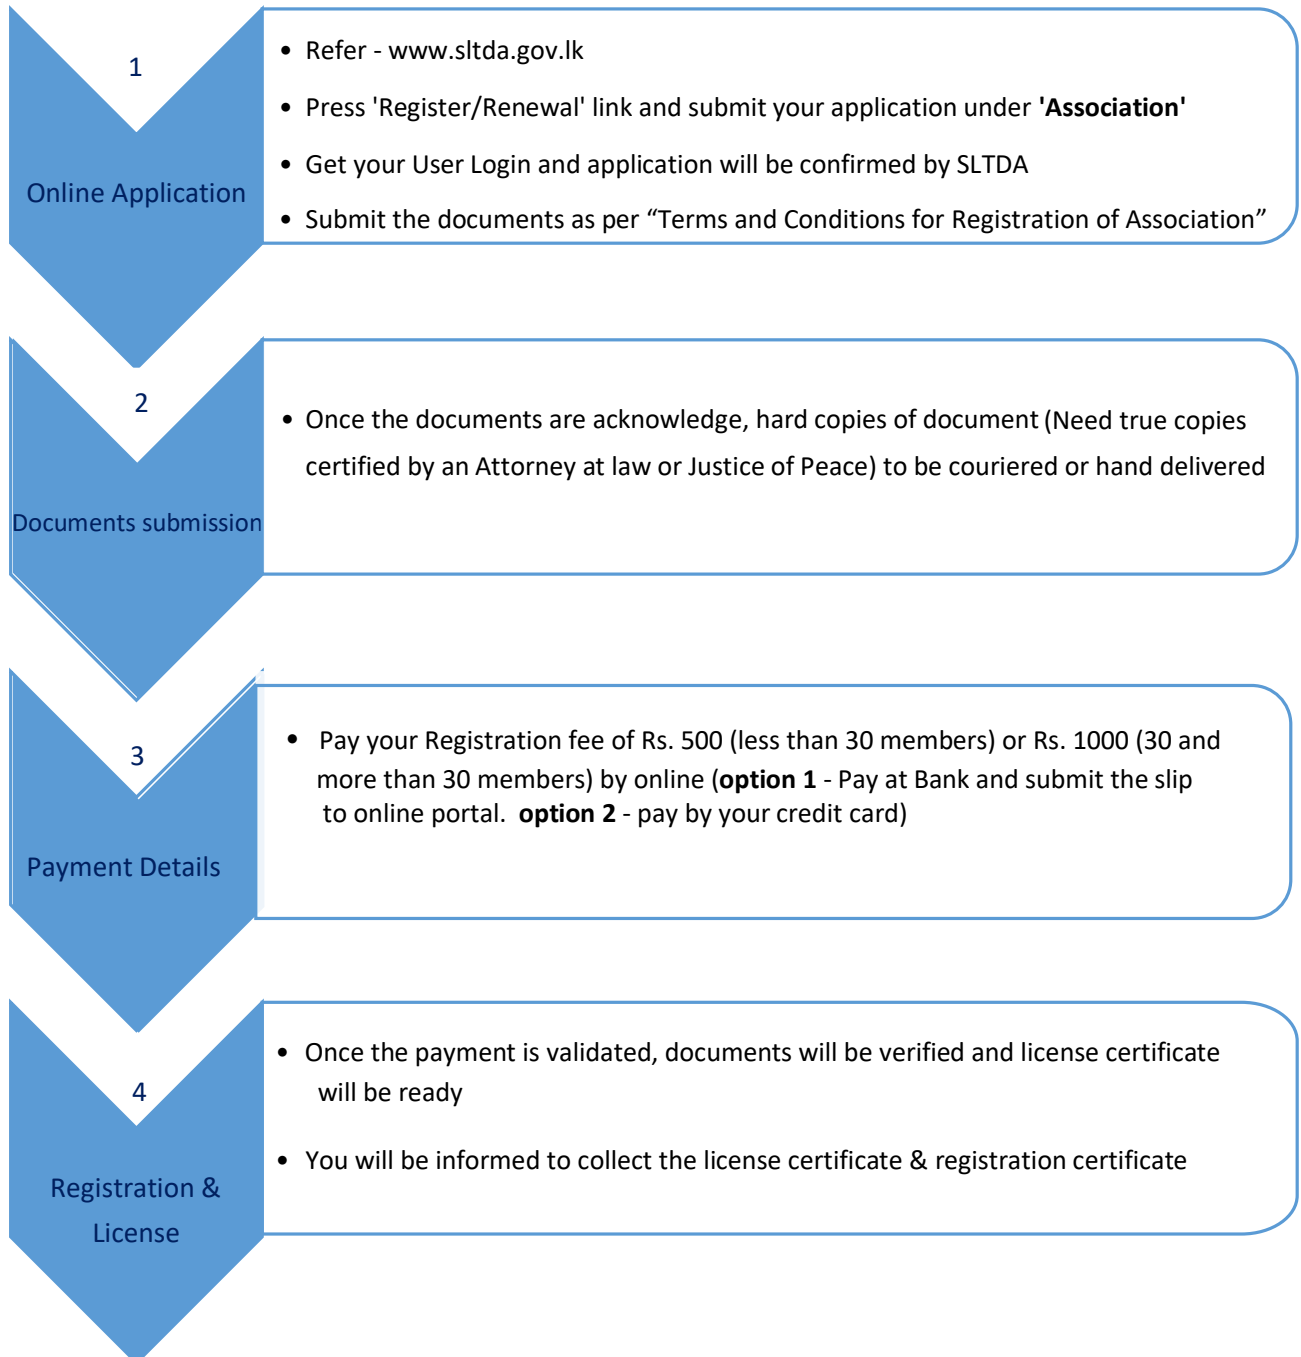 1
Online Application
• Refer - www.sltda.gov.lk
• Press 'Register/Renewal' link and submit your application under 'Association'
• Get your User Login and application will be confirmed by SLTDA
• Submit the documents as per “Terms and Conditions for Registration of Association”
2
Documents submission
• Once the documents are acknowledge, hard copies of document (Need true copies
certified by an Attorney at law or Justice of Peace) to be couriered or hand delivered
3
Payment Details
• Pay your Registration fee of Rs. 500 (less than 30 members) or Rs. 1000 (30 and
more than 30 members) by online (option 1 - Pay at Bank and submit the slip
to online portal. option 2 - pay by your credit card)
4
Registration &
License
• Once the payment is validated, documents will be verified and license certificate
will be ready
• You will be informed to collect the license certificate & registration certificate